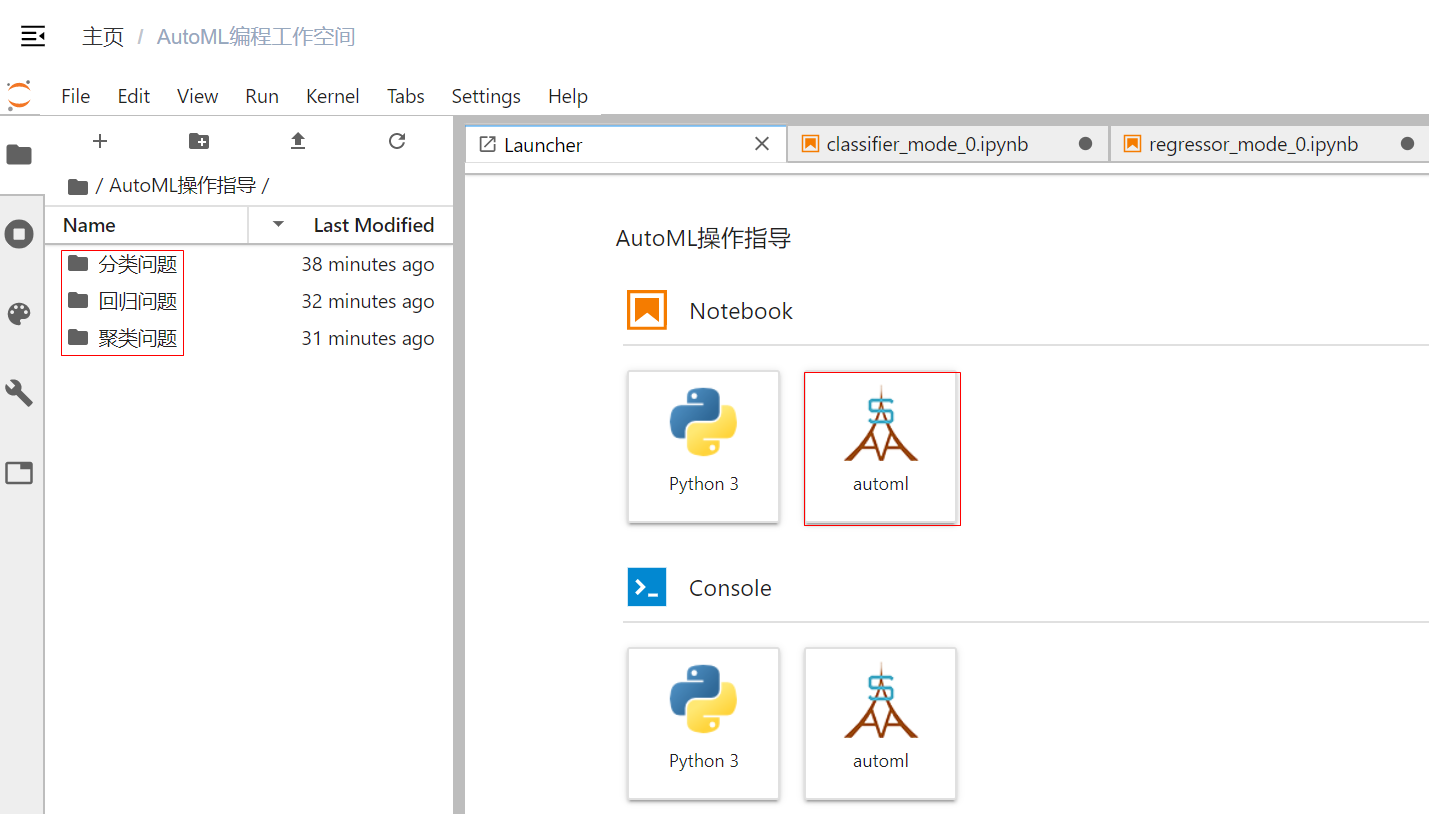 主页 / AutoML编程工作空间
File Edit View Run Kernel Tabs Settings Help
Launcher classifier_mode_0.ipynb regressor_mode_0.ipynb
/ AutoML操作指导 /
Name Last Modified
分类问题 38 minutes ago
回归问题 32 minutes ago
聚类问题 31 minutes ago
AutoML操作指导
Notebook
Python 3 automl
Console
Python 3 automl